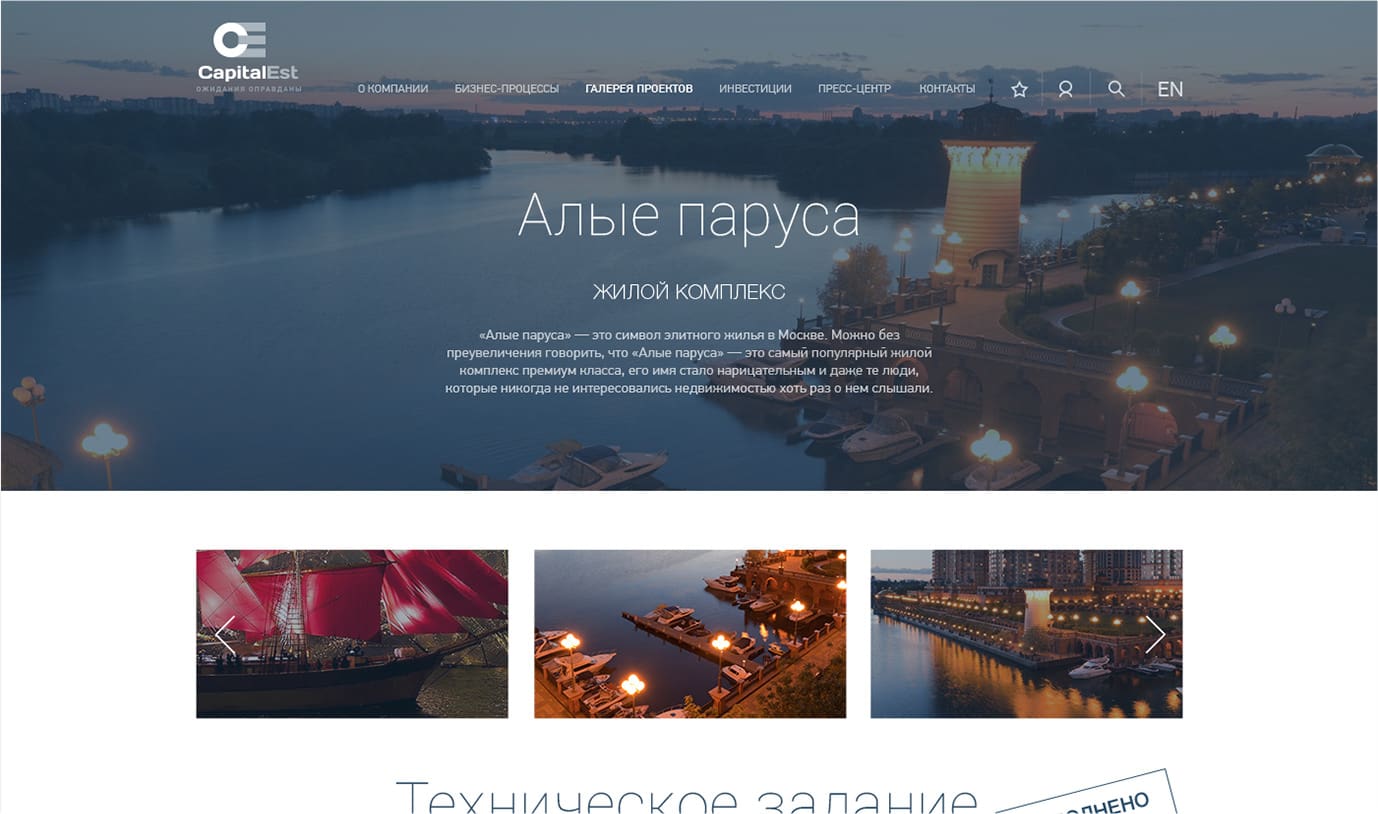 CapitalEst
ОЖИДАНИЯ ОПРАВДАНЫ
О КОМПАНИИ БИЗНЕС-ПРОЦЕССЫ ГАЛЕРЕЯ ПРОЕКТОВ ИНВЕСТИЦИИ ПРЕСС-ЦЕНТР КОНТАКТЫ EN
Алые паруса
ЖИЛОЙ КОМПЛЕКС
«Алые паруса» — это символ элитного жилья в Москве. Можно без
преувеличения говорить, что «Алые паруса» — это самый популярный жилой
комплекс премиум класса, его имя стало нарицательным и даже те люди,
которые никогда не интересовались недвижимостью хоть раз о нем слышали.
Техническое задание